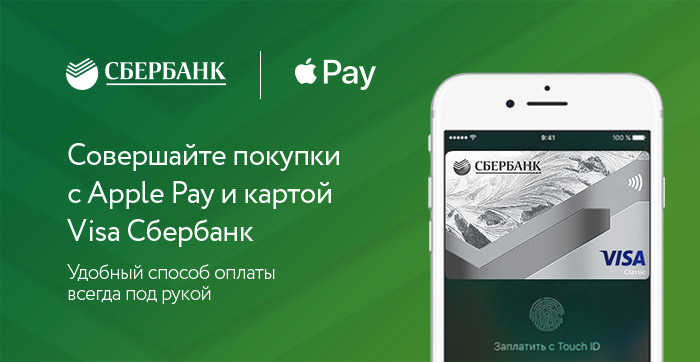 СБЕРБАНК
Pay
Совершайте покупки
с Apple Pay и картой
Visa Сбербанк
Удобный способ оплаты
всегда под рукой
9:41
100 %
СБЕРБАНК
VISA
Classic
Заплатить с Touch ID